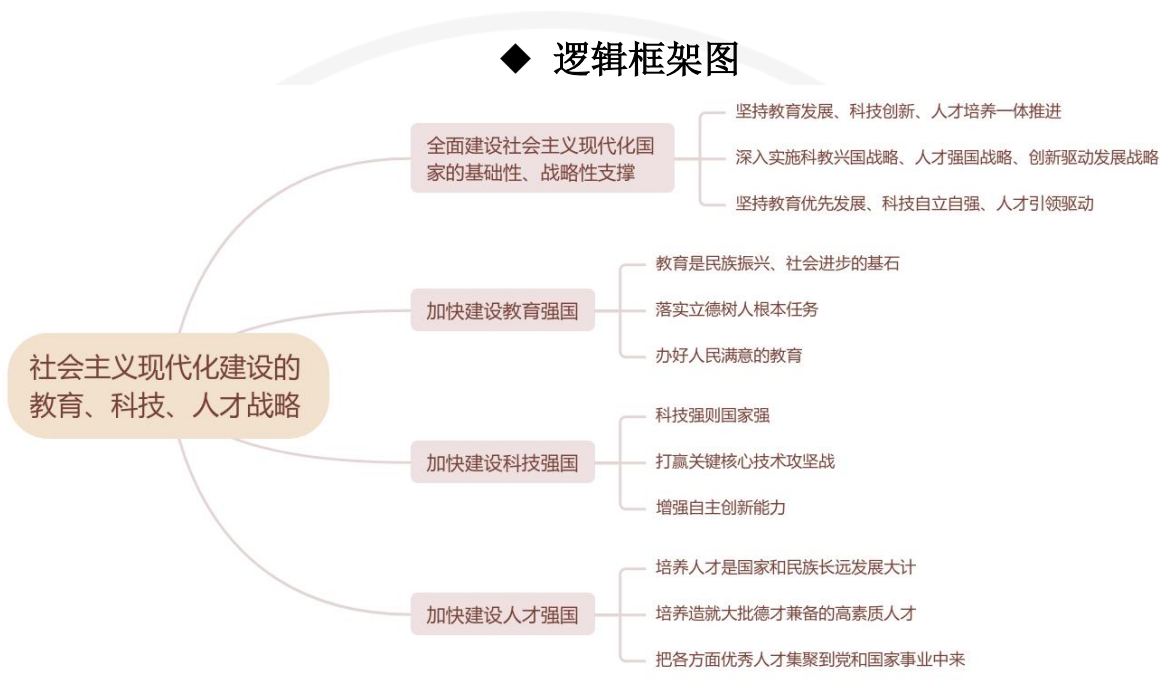 ◆ 逻辑框架图
社会主义现代化建设的
教育、科技、人才战略
全面建设社会主义现代化国
家的基础性、战略性支撑
坚持教育发展、科技创新、人才培养一体推进
深入实施科教兴国战略、人才强国战略、创新驱动发展战略
坚持教育优先发展、科技自立自强、人才引领驱动
加快建设教育强国
教育是民族振兴、社会进步的基石
落实立德树人根本任务
办好人民满意的教育
加快建设科技强国
科技强则国家强
打赢关键核心技术攻坚战
增强自主创新能力
加快建设人才强国
培养人才是国家和民族长远发展大计
培养造就大批德才兼备的高素质人才
把各方面优秀人才集聚到党和国家事业中来